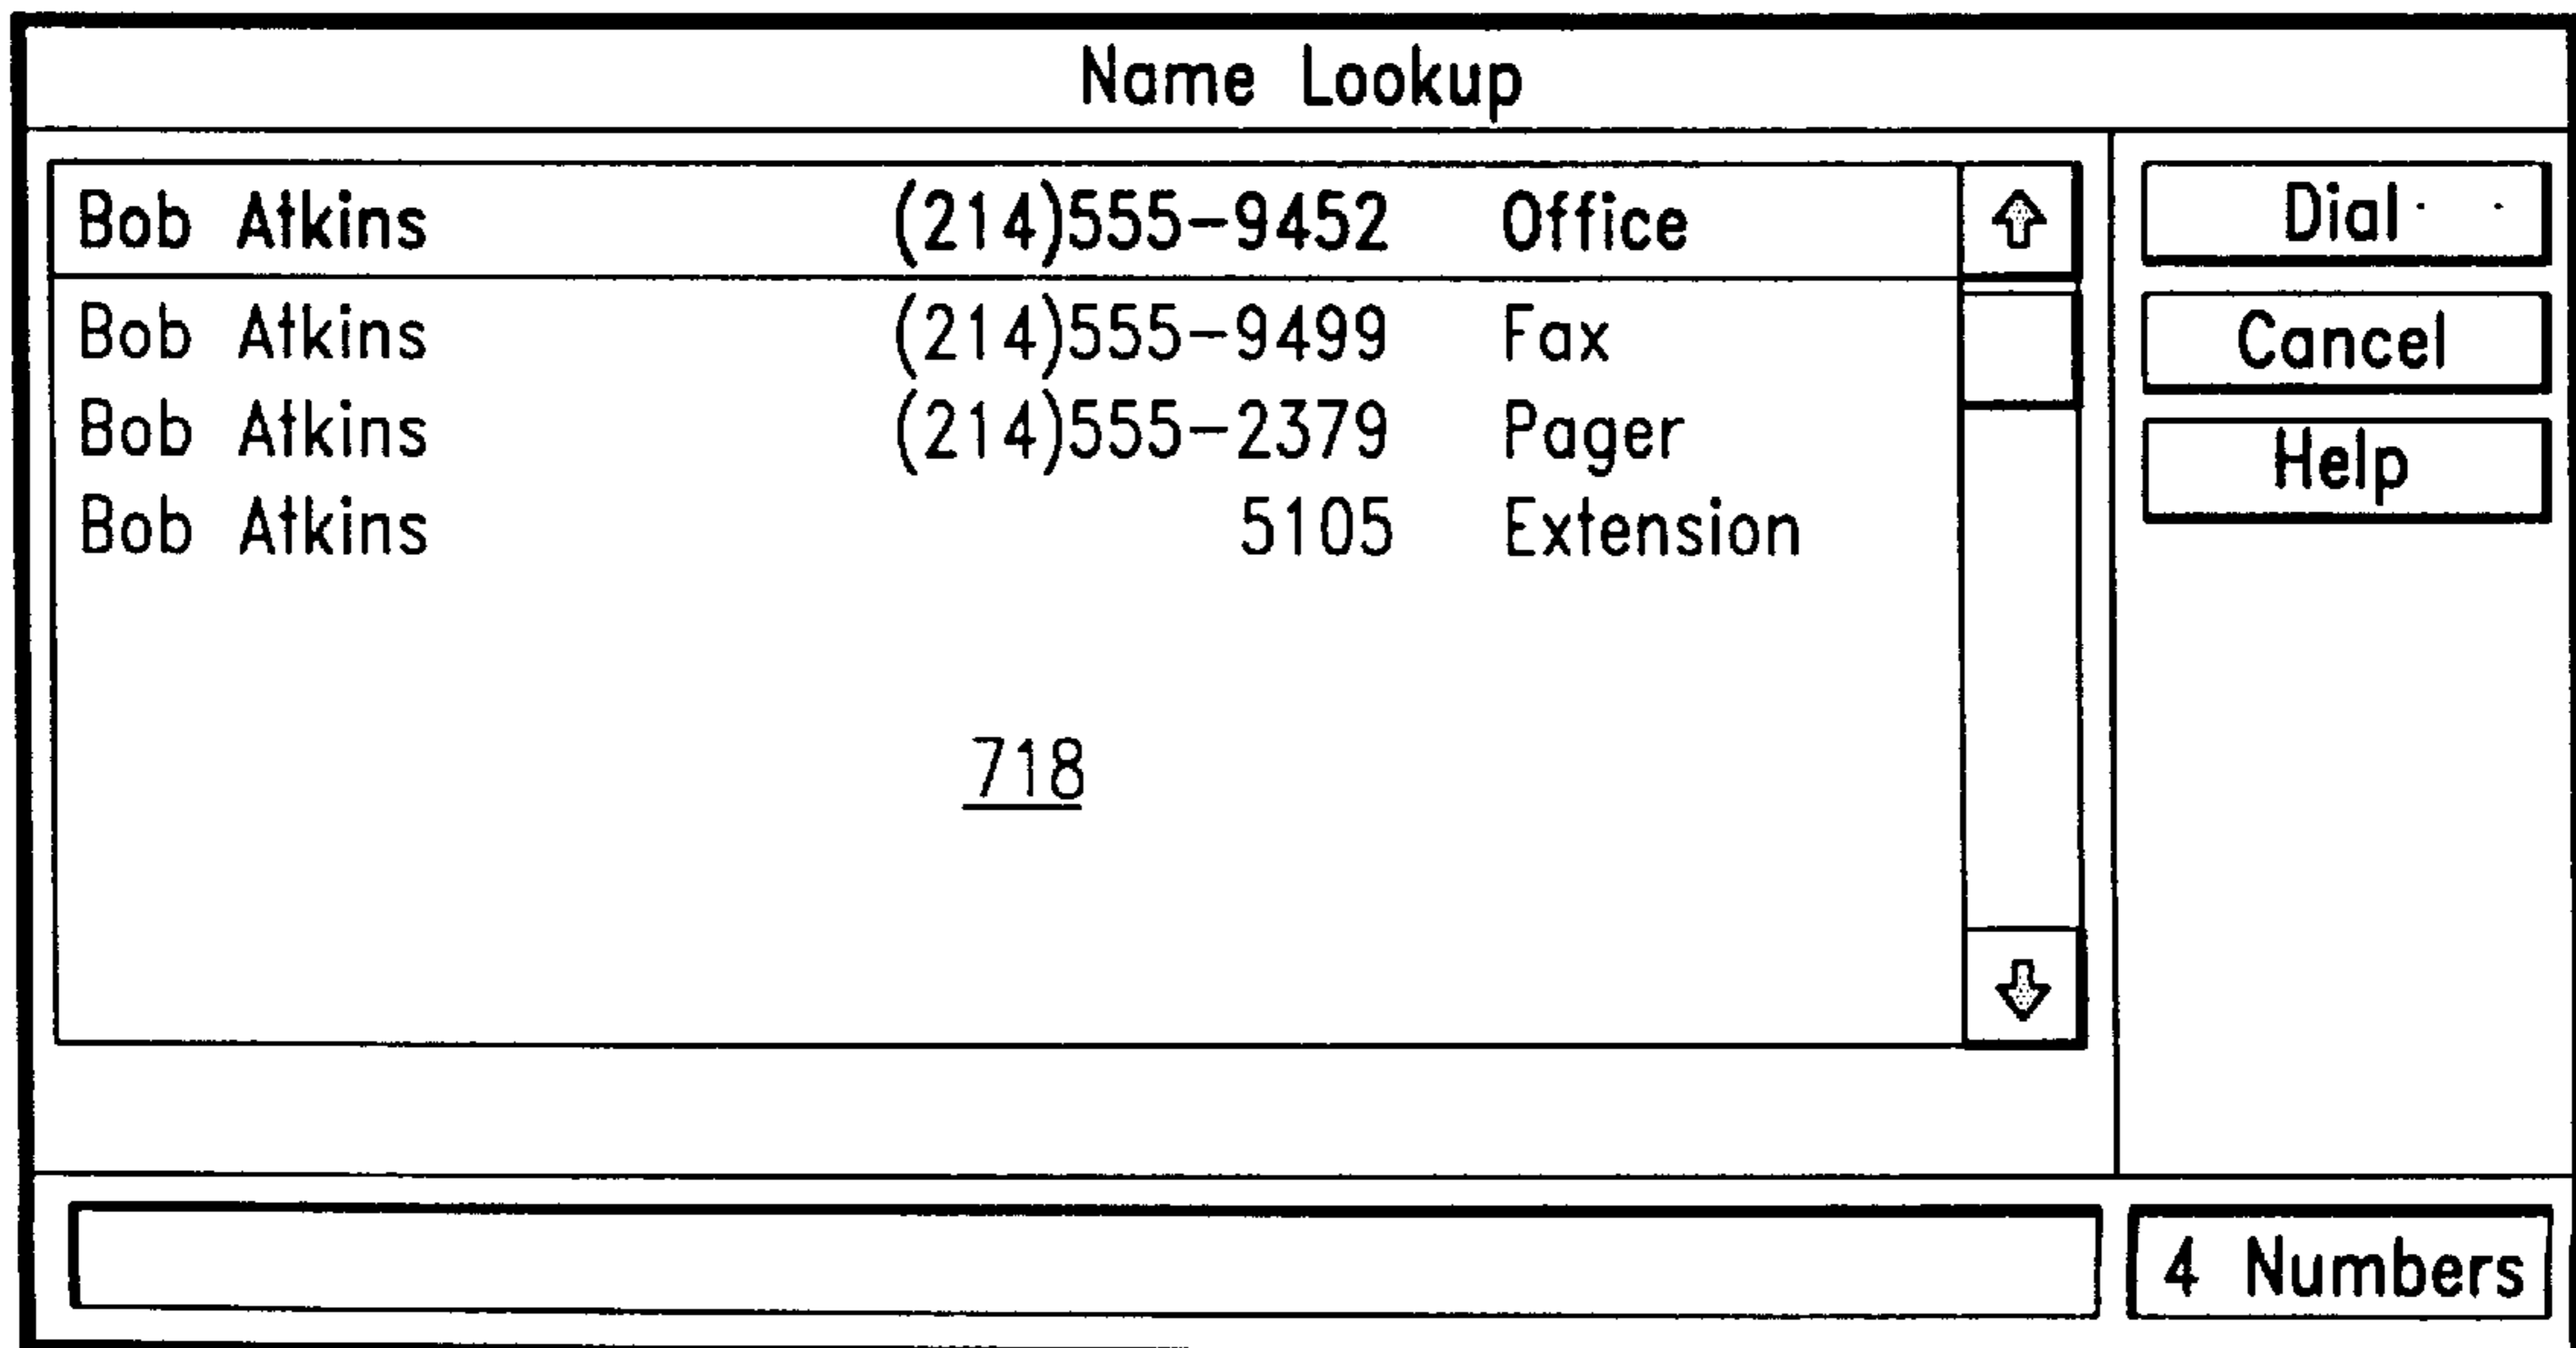 Name Lookup
Bob Atkins (214)555-9452 Office
Bob Atkins (214)555-9499 Fax
Bob Atkins (214)555-2379 Pager
Bob Atkins 5105 Extension
718
Dial
Cancel
Help
4 Numbers